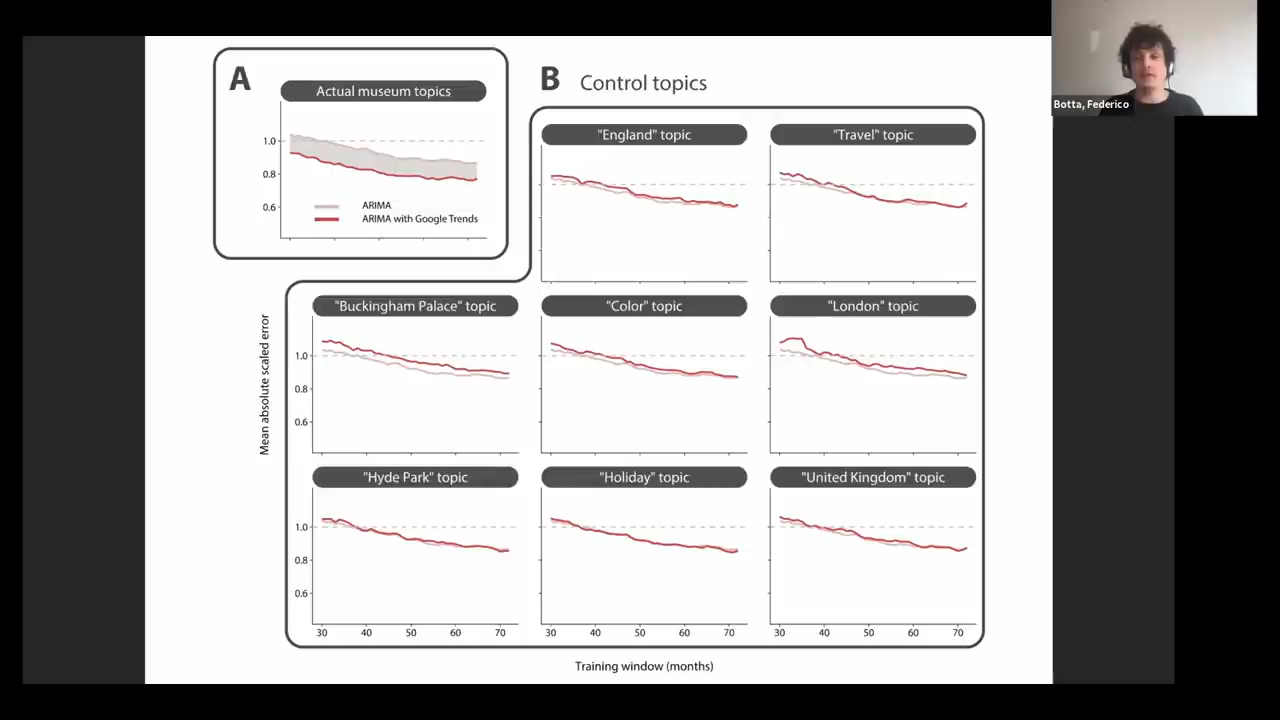 A
Actual museum topics
1.0
0.8
0.6
ARIMA
ARIMA with Google Trends
B Control topics
"England" topic
"Travel" topic
Mean absolute scaled error
"Buckingham Palace" topic
"Color" topic
"London" topic
1.0
0.8
0.6
"Hyde Park" topic
"Holiday" topic
"United Kingdom" topic
1.0
0.8
0.6
30 40 50 60 70
30 40 50 60 70
30 40 50 60 70
Training window (months)
Botta, Federico